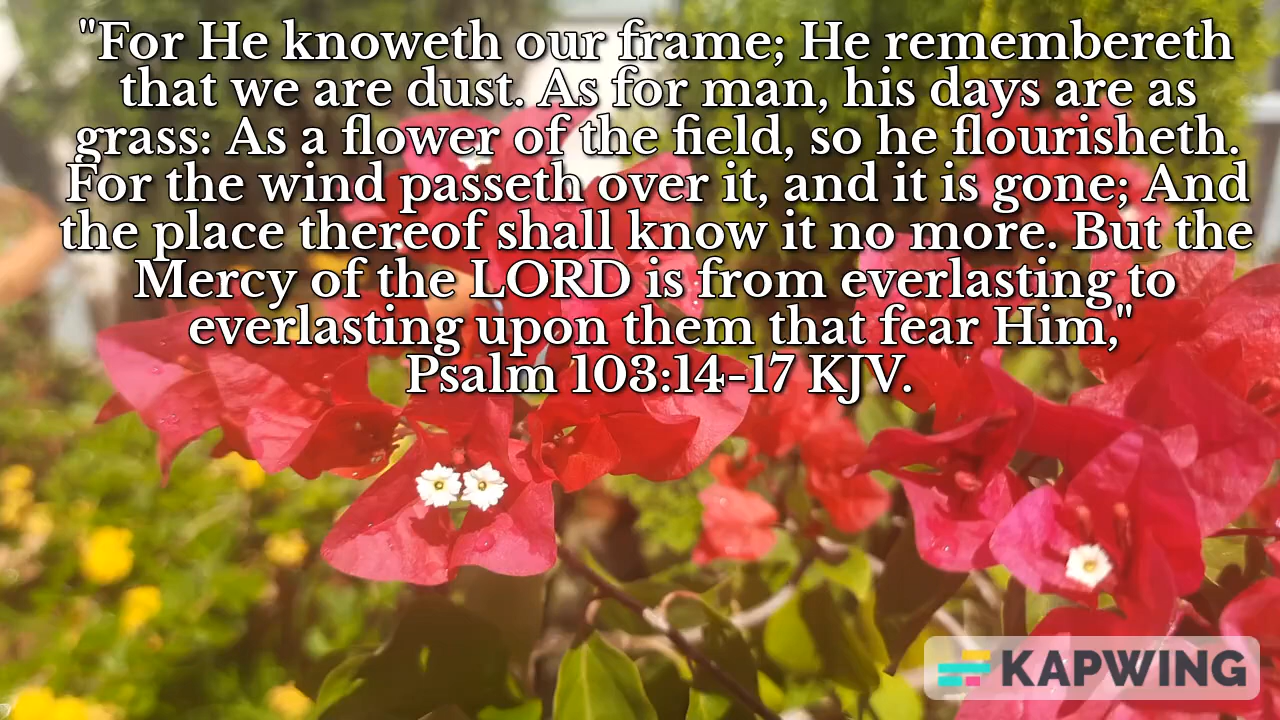 "For He knoweth our frame; He remembereth
that we are dust. As for man, his days are as
grass: As a flower of the field, so he flourisheth.
For the wind passeth over it, and it is gone; And
the place thereof shall know it no more. But the
Mercy of the LORD is from everlasting to
everlasting upon them that fear Him,"
Psalm 103:14-17 KJV.
KAPWING